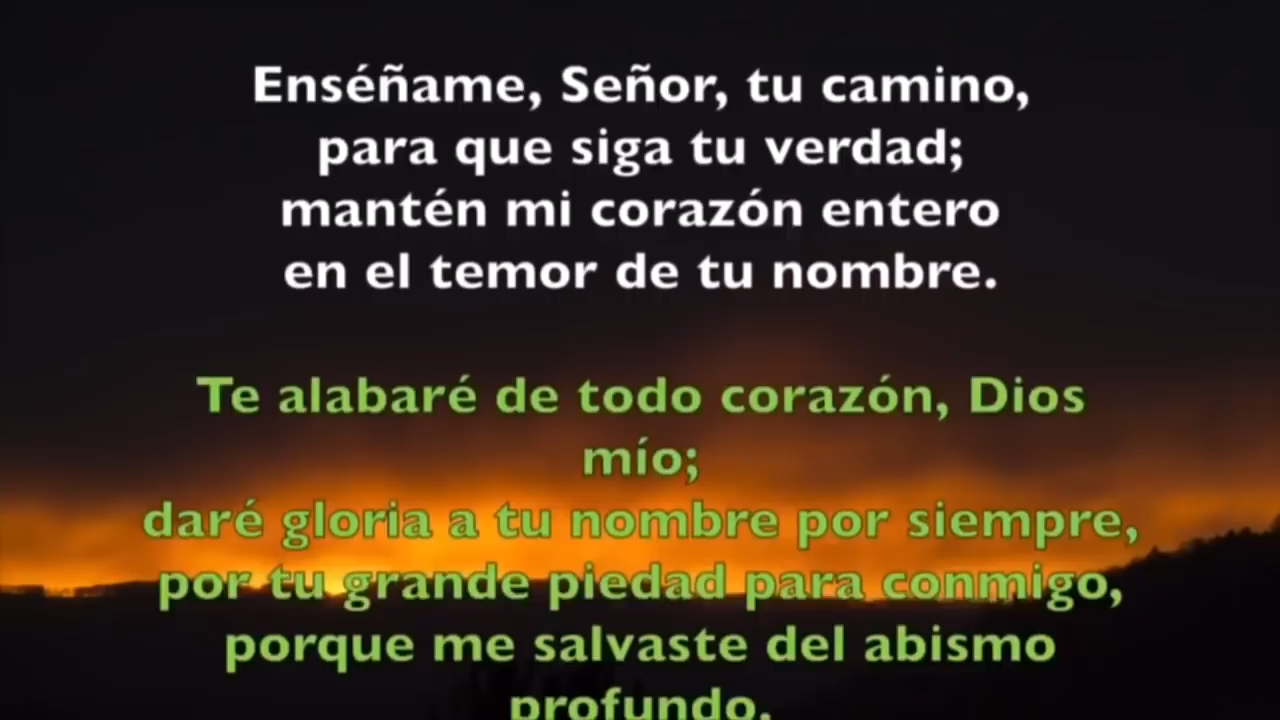 Enséñame, Señor, tu camino,
para que siga tu verdad;
mantén mi corazón entero
en el temor de tu nombre.
Te alabaré de todo corazón, Dios
mío;
daré gloria a tu nombre por siempre,
por tu grande piedad para conmigo,
porque me salvaste del abismo
profundo.